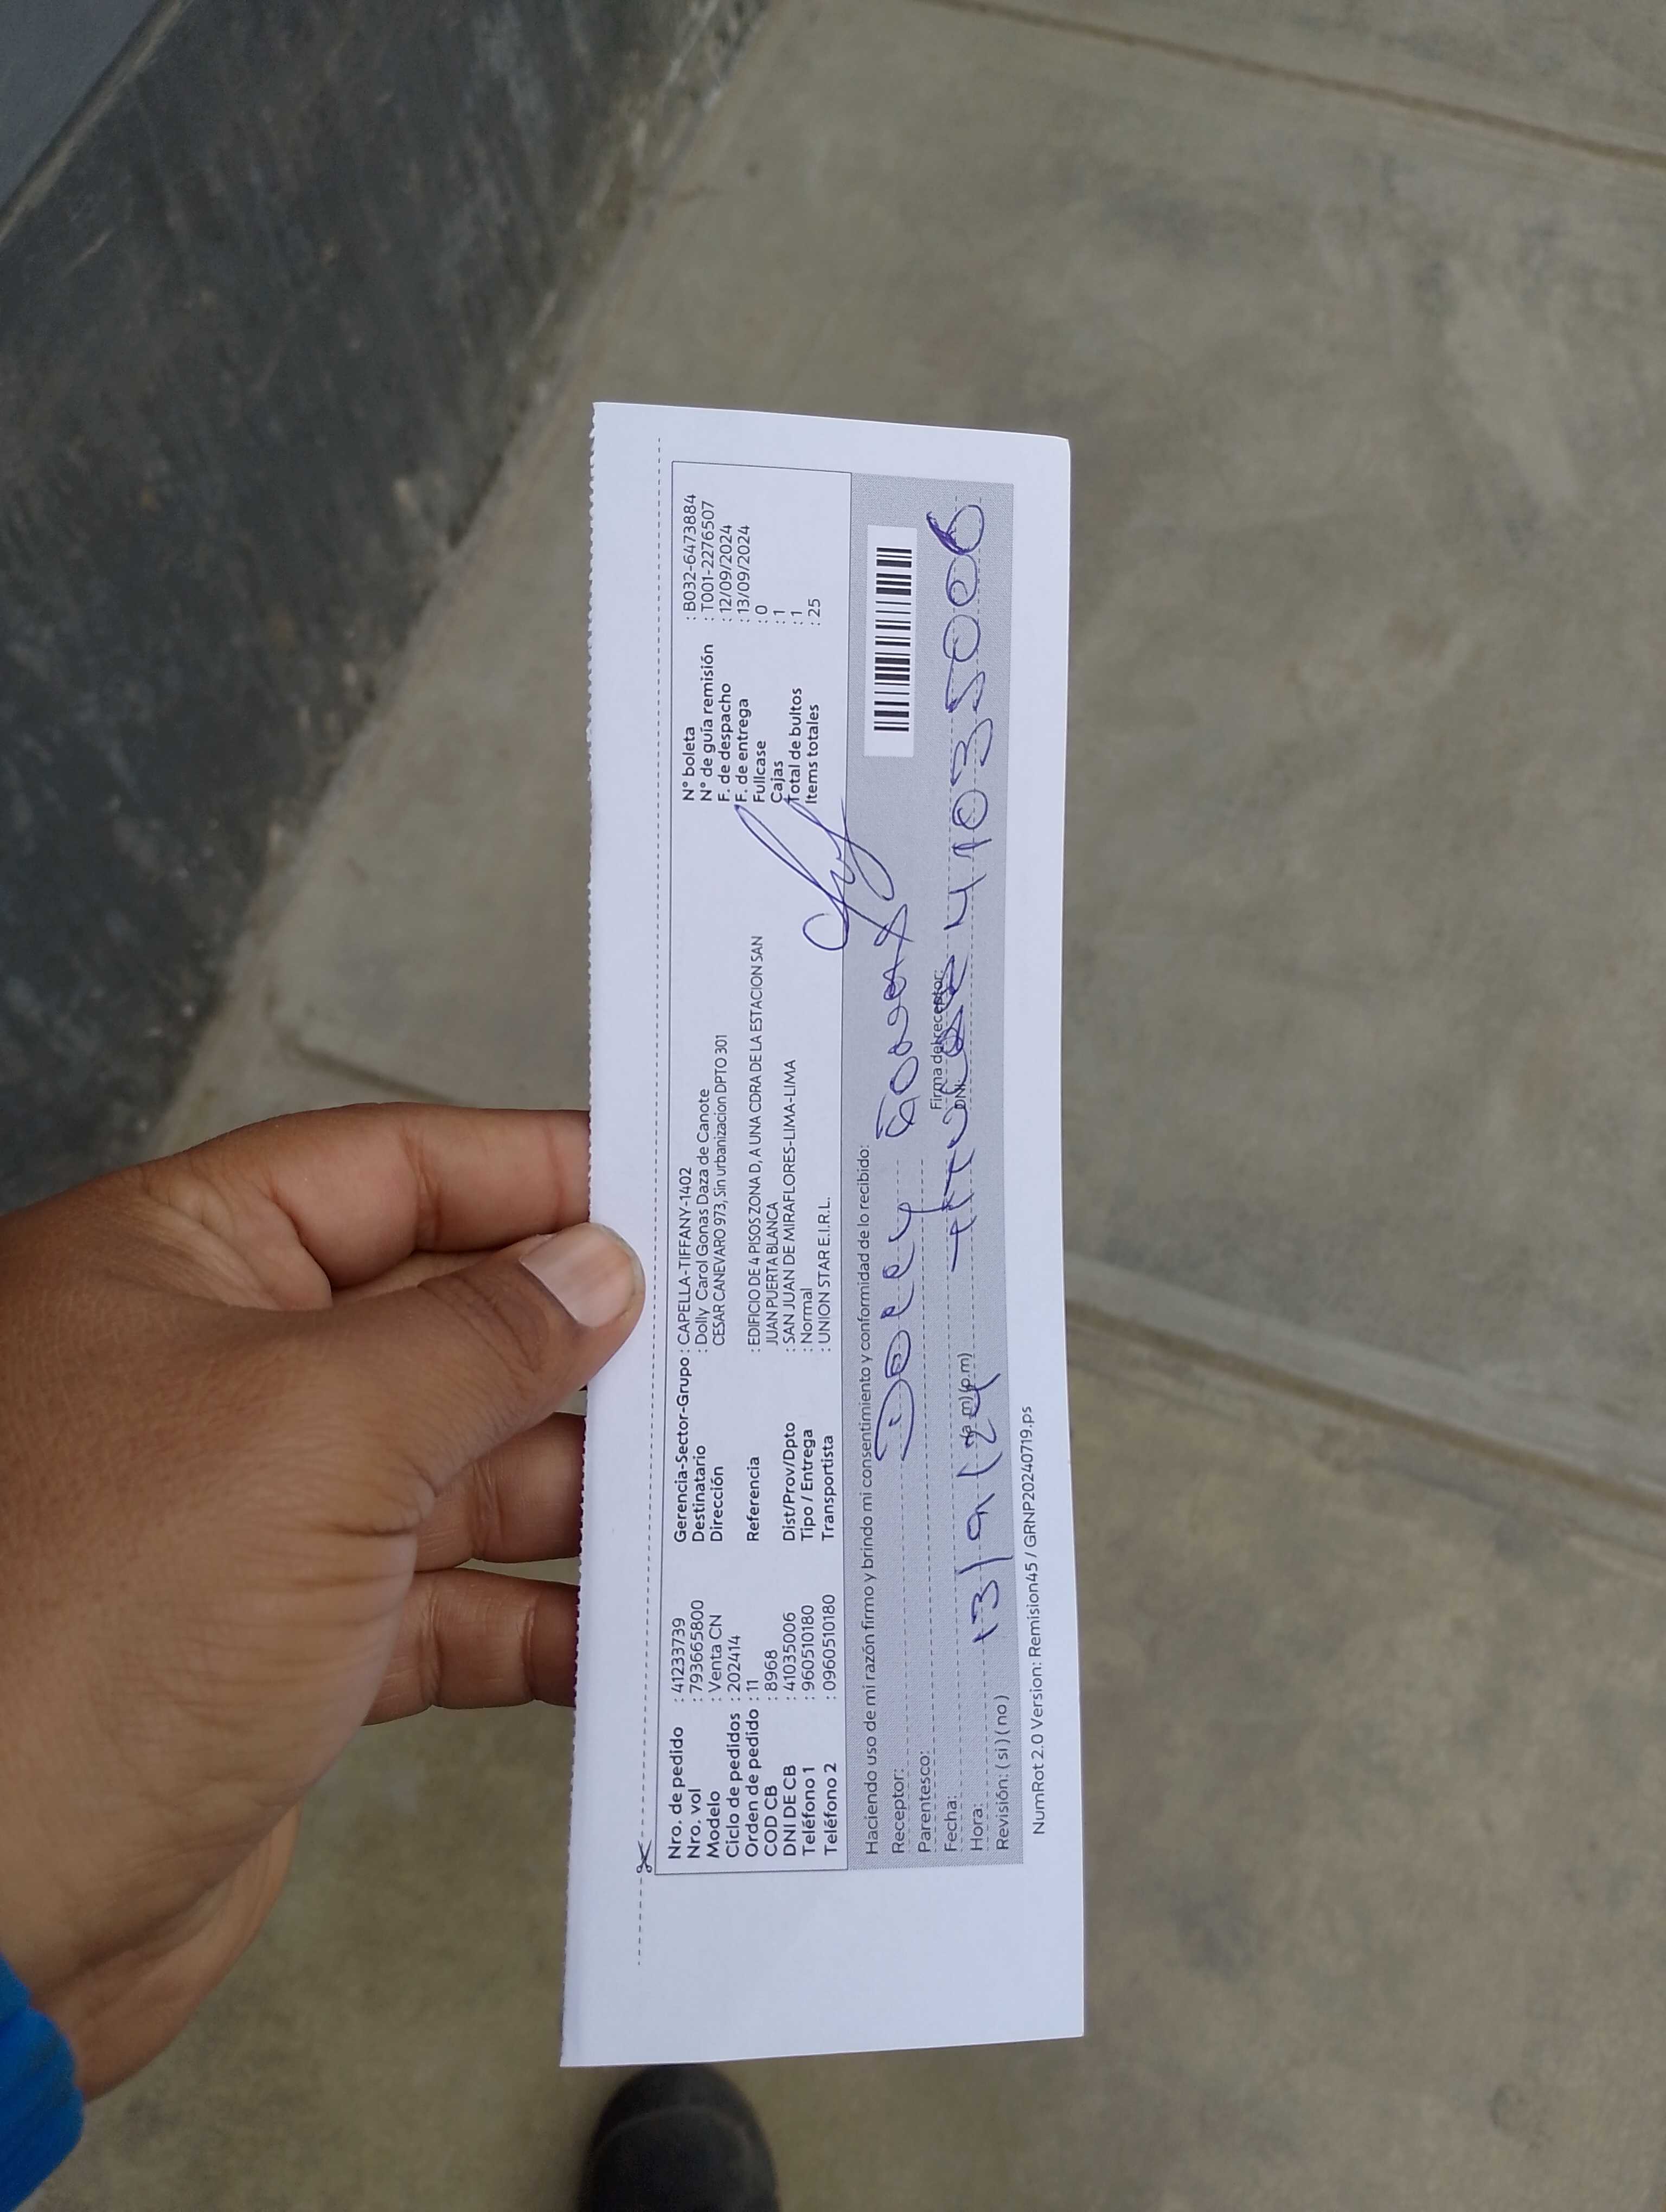 Nro. de pedido : 41233739 Gerencia-Sector-Grupo : CAPELLA-TIFFANY-1402 N° boleta : B032-6473884
Nro. vol : 793665800 Destinatario : Dolly Carol Gonas Daza de Canote N° de guía remisión : T001-2276507
Modelo : Venta CN Dirección CESAR CANEVARO 973, Sin urbanizacion DPTO 301 F. de despacho : 12/09/2024
Ciclo de pedidos : 202414 F. de entrega : 13/09/2024
Orden de pedido : 11 Referencia : EDIFICIO DE 4 PISOS ZONA D, A UNA CDRA DE LA ESTACION SAN Fullcase : 0
COD CB : 8968 JUAN PUERTA BLANCA Cajas : 1
DNI DE CB : 41035006 Dist/Prov/Dpto : SAN JUAN DE MIRAFLORES-LIMA-LIMA Total de bultos : 1
Teléfono 1 : 960510180 Tipo / Entrega : Normal Items totales : 25
Teléfono 2 : 0960510180 Transportista : UNION STAR E.I.R.L.
Haciendo uso de mi razón firmo y brindo mi consentimiento y conformidad de lo recibido:
Receptor: Dolly Gonas
Parentesco: Firma del receptor:
Fecha: DNI: 41035006
Hora: 13/9/24 (a m)(p.m)
Revisión: ( si ) ( no )
NumRot 2.0 Version: Remision45 / GRNP20240719.ps